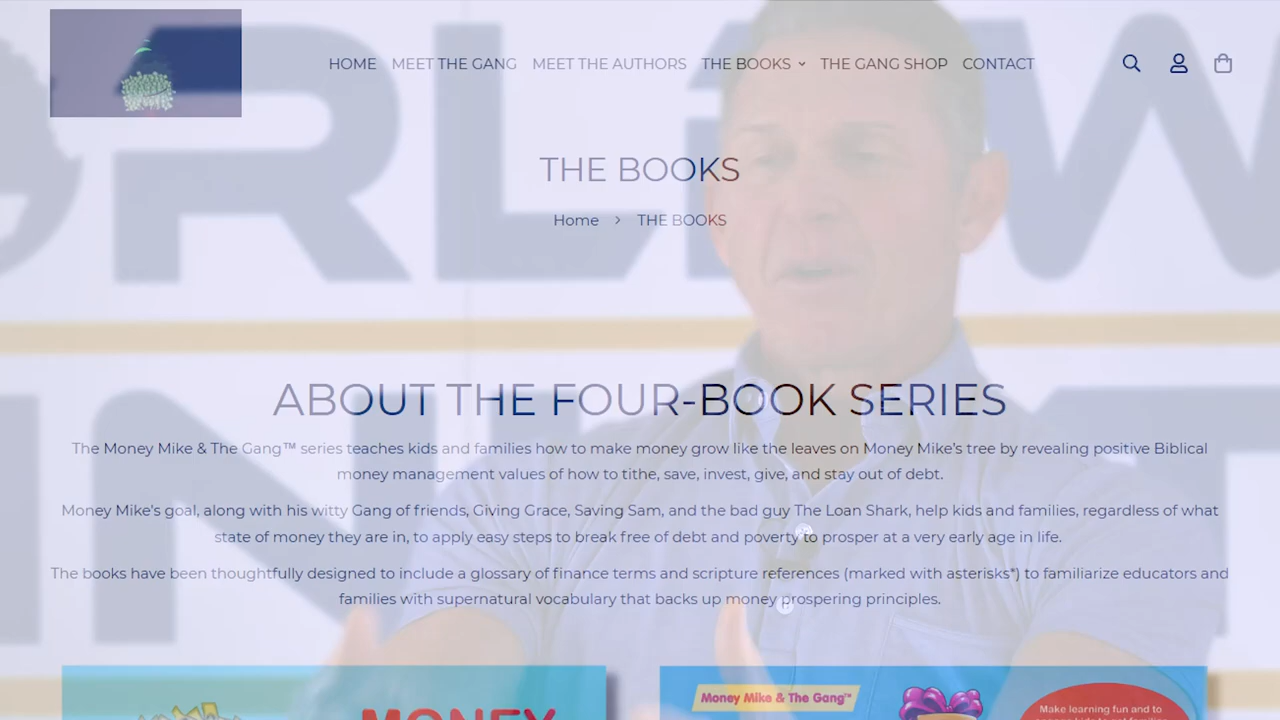 HOME MEET THE GANG MEET THE AUTHORS THE BOOKS THE GANG SHOP CONTACT
THE BOOKS
Home > THE BOOKS
ABOUT THE FOUR-BOOK SERIES
The Money Mike & The Gang™ series teaches kids and families how to make money grow like the leaves on Money Mike's tree by revealing positive Biblical
money management values of how to tithe, save, invest, give, and stay out of debt.
Money Mike's goal, along with his witty Gang of friends, Giving Grace, Saving Sam, and the bad guy The Loan Shark, help kids and families, regardless of what
state of money they are in, to apply easy steps to break free of debt and poverty to prosper at a very early age in life.
The books have been thoughtfully designed to include a glossary of finance terms and scripture references (marked with asterisks*) to familiarize educators and
families with supernatural vocabulary that backs up money prospering principles.
MONEY
Money Mike & The Gang™
Make learning fun and to